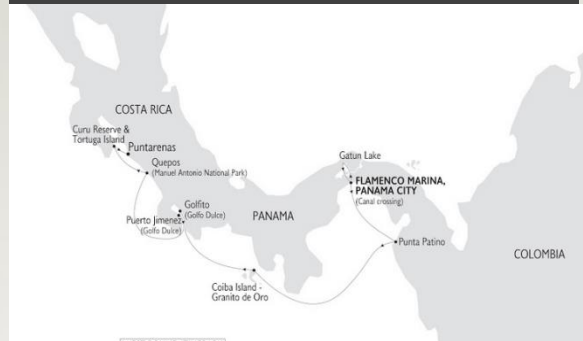 COSTA RICA
Curu Reserve &
Tortuga Island
Puntarenas
Quepos
(Manuel Antonio National Park)
Golfito
(Golfo Dulce)
Puerto Jimenez
(Golfo Dulce)
PANAMA
Coiba Island -
Granito de Oro
Gatun Lake
FLAMENCO MARINA,
PANAMA CITY
(Canal crossing)
Punta Patino
COLOMBIA